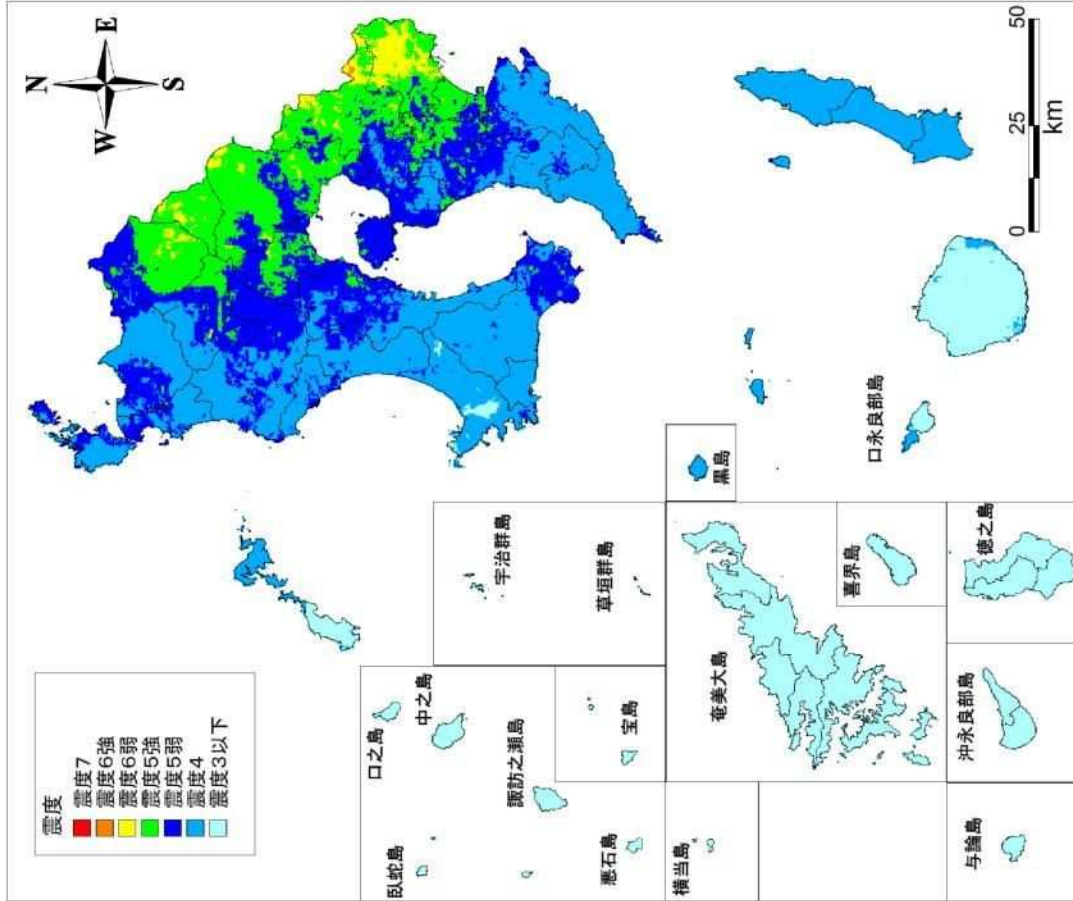 N
W
E
S
震度
震度7
震度6強
震度6弱
震度5強
震度5弱
震度4
震度3以下
口之島
中之島
臥蛇島
諏訪之瀬島
悪石島
宝島
横当島
宇治群島
草垣群島
黒島
口永良部島
奄美大島
喜界島
徳之島
沖永良部島
与論島
0
25
50
km